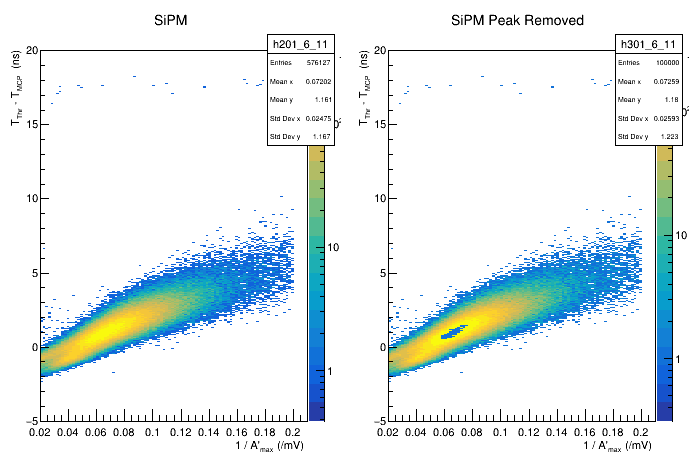 SiPM
h201_6_11
Entries 576127
Mean x 0.07202
Mean y 1.161
Std Dev x 0.02475
Std Dev y 1.167
T_Thr - T_MCP (ns)
20
15
10
5
0
−5
0.02 0.04 0.06 0.08 0.1 0.12 0.14 0.16 0.18 0.2
1 / A'_max (/mV)
10
1
SiPM Peak Removed
h301_6_11
Entries 100000
Mean x 0.07259
Mean y 1.18
Std Dev x 0.02593
Std Dev y 1.223
T_Thr - T_MCP (ns)
20
15
10
5
0
−5
0.02 0.04 0.06 0.08 0.1 0.12 0.14 0.16 0.18 0.2
1 / A'_max (/mV)
10
1